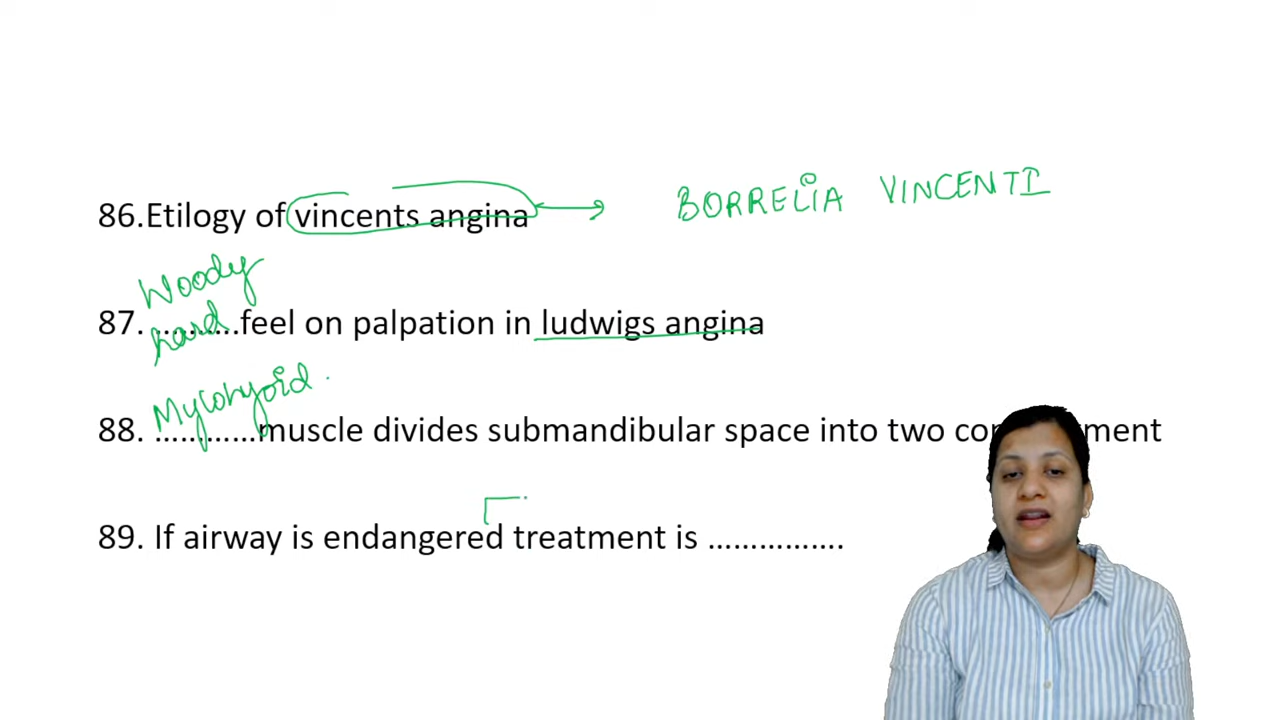 86.Etilogy of vincents angina BORRELIA VINCENTI
Woody
87. ..........feel on palpation in ludwigs angina
hard
Mylohyoid
88. ............muscle divides submandibular space into two com ment
89. If airway is endangered treatment is ................